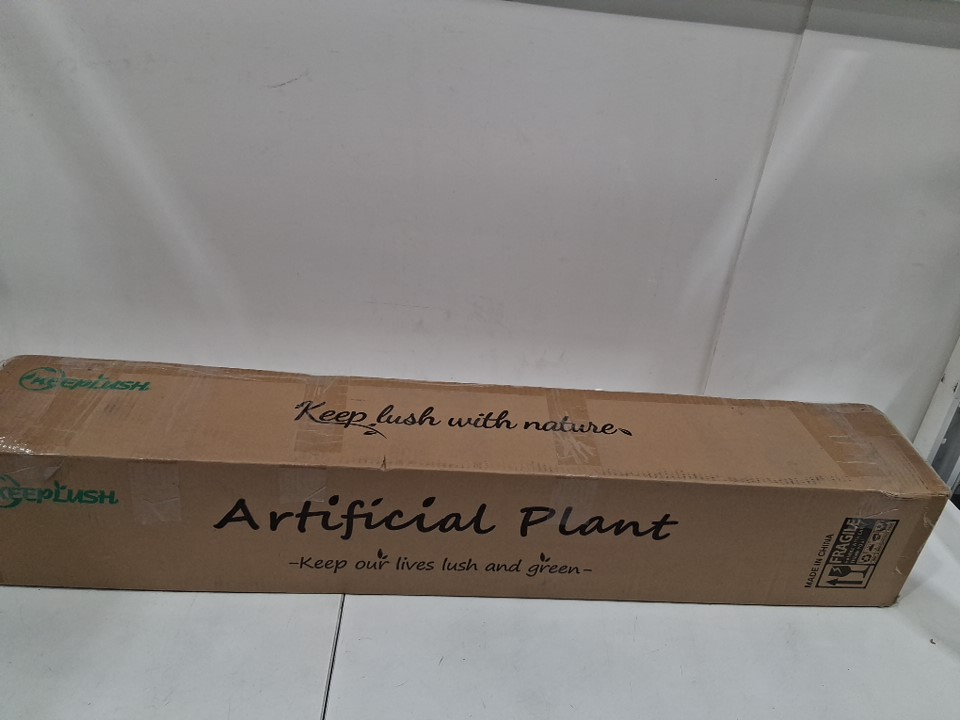 KEEPLUSH
Keep lush with nature
KEEPLUSH
Artificial Plant
-Keep our lives lush and green-
MADE IN CHINA
FRAGILE